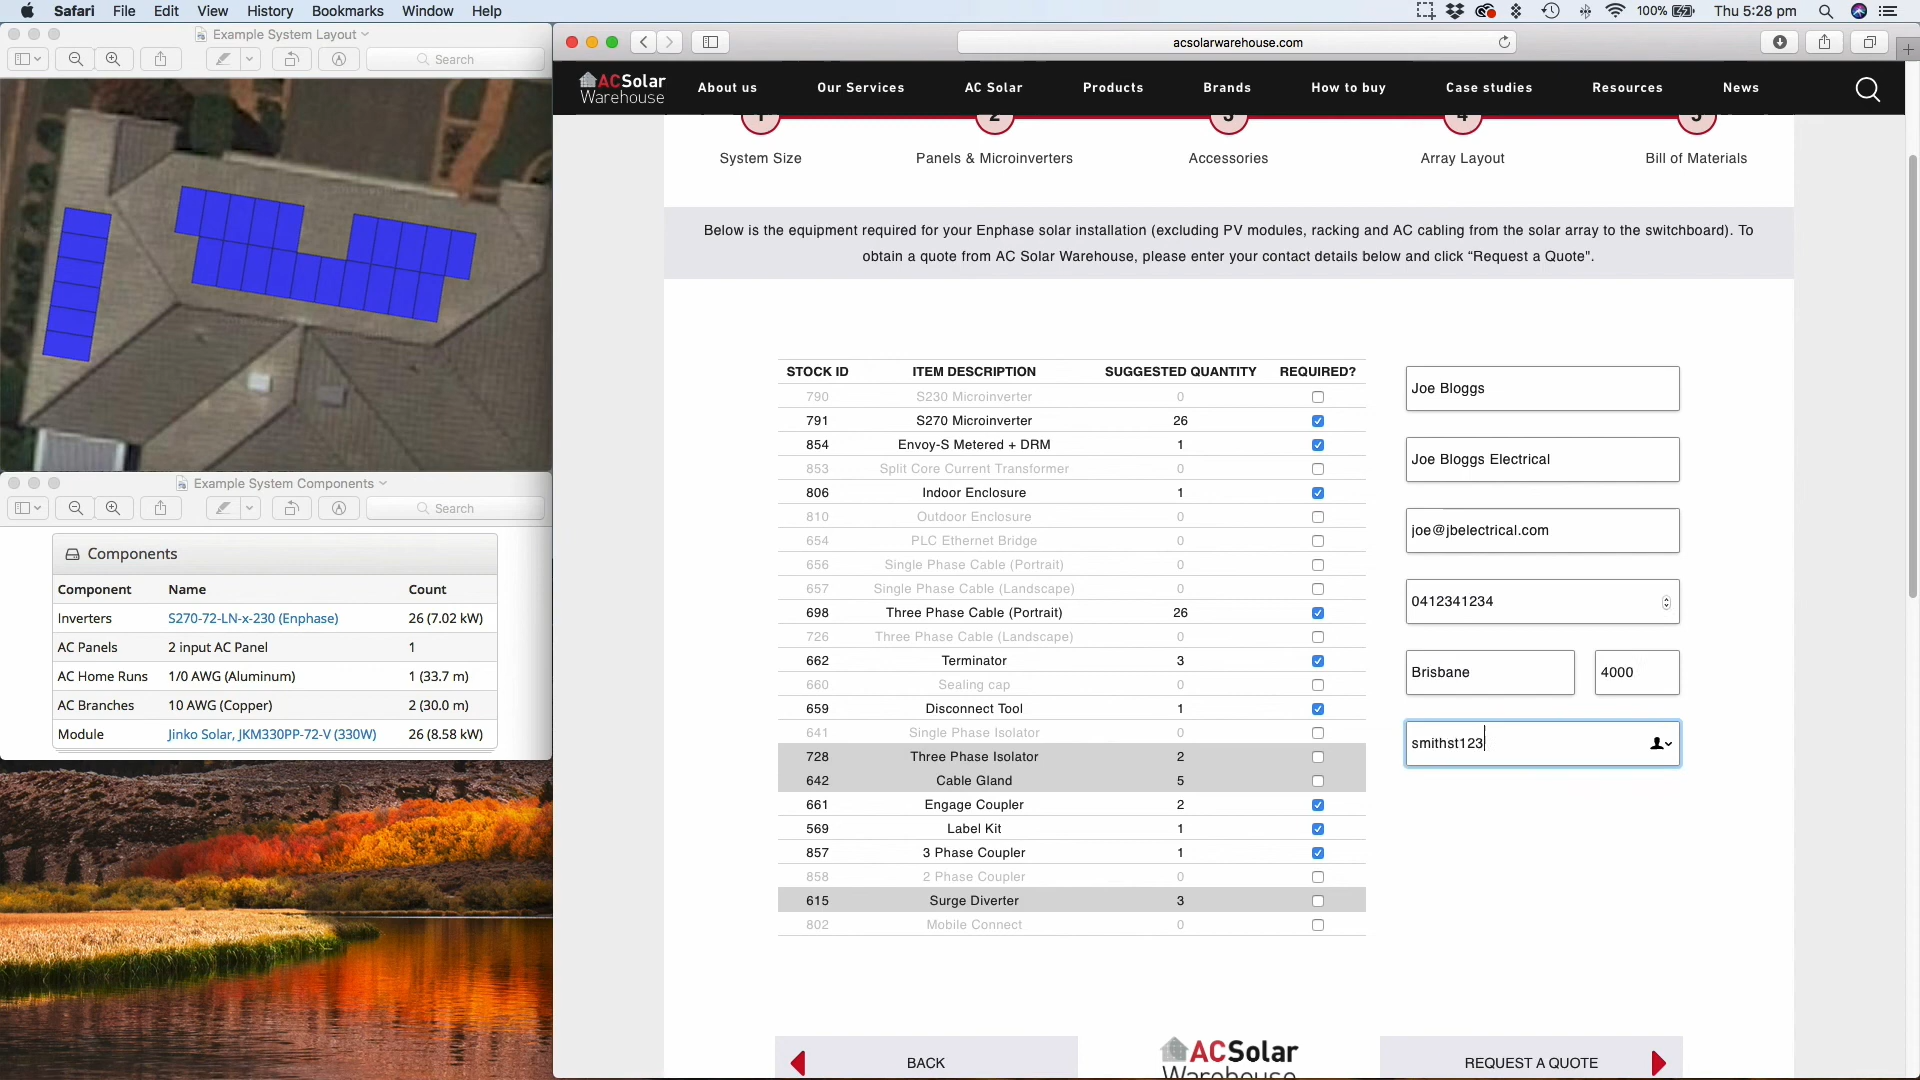 Safari File Edit View History Bookmarks Window Help 100% Thu 5:28 pm
Example System Layout
Search
acsolarwarehouse.com
ACSolar Warehouse
About us Our Services AC Solar Products Brands How to buy Case studies Resources News
1 2 3 4 5
System Size Panels & Microinverters Accessories Array Layout Bill of Materials
Below is the equipment required for your Enphase solar installation (excluding PV modules, racking and AC cabling from the solar array to the switchboard). To
obtain a quote from AC Solar Warehouse, please enter your contact details below and click “Request a Quote".
STOCK ID ITEM DESCRIPTION SUGGESTED QUANTITY REQUIRED?
790 S230 Microinverter 0
791 S270 Microinverter 26
854 Envoy-S Metered + DRM 1
853 Split Core Current Transformer 0
806 Indoor Enclosure 1
810 Outdoor Enclosure 0
654 PLC Ethernet Bridge 0
656 Single Phase Cable (Portrait) 0
657 Single Phase Cable (Landscape) 0
698 Three Phase Cable (Portrait) 26
726 Three Phase Cable (Landscape) 0
662 Terminator 3
660 Sealing cap 0
659 Disconnect Tool 1
641 Single Phase Isolator 0
728 Three Phase Isolator 2
642 Cable Gland 5
661 Engage Coupler 2
569 Label Kit 1
857 3 Phase Coupler 1
858 2 Phase Coupler 0
615 Surge Diverter 3
802 Mobile Connect 0
Joe Bloggs
Joe Bloggs Electrical
joe@jbelectrical.com
0412341234
Brisbane 4000
smithst123
Example System Components
Search
Components
Component Name Count
Inverters S270-72-LN-x-230 (Enphase) 26 (7.02 kW)
AC Panels 2 input AC Panel 1
AC Home Runs 1/0 AWG (Aluminum) 1 (33.7 m)
AC Branches 10 AWG (Copper) 2 (30.0 m)
Module Jinko Solar, JKM330PP-72-V (330W) 26 (8.58 kW)
BACK
ACSolar
Warehouse
REQUEST A QUOTE